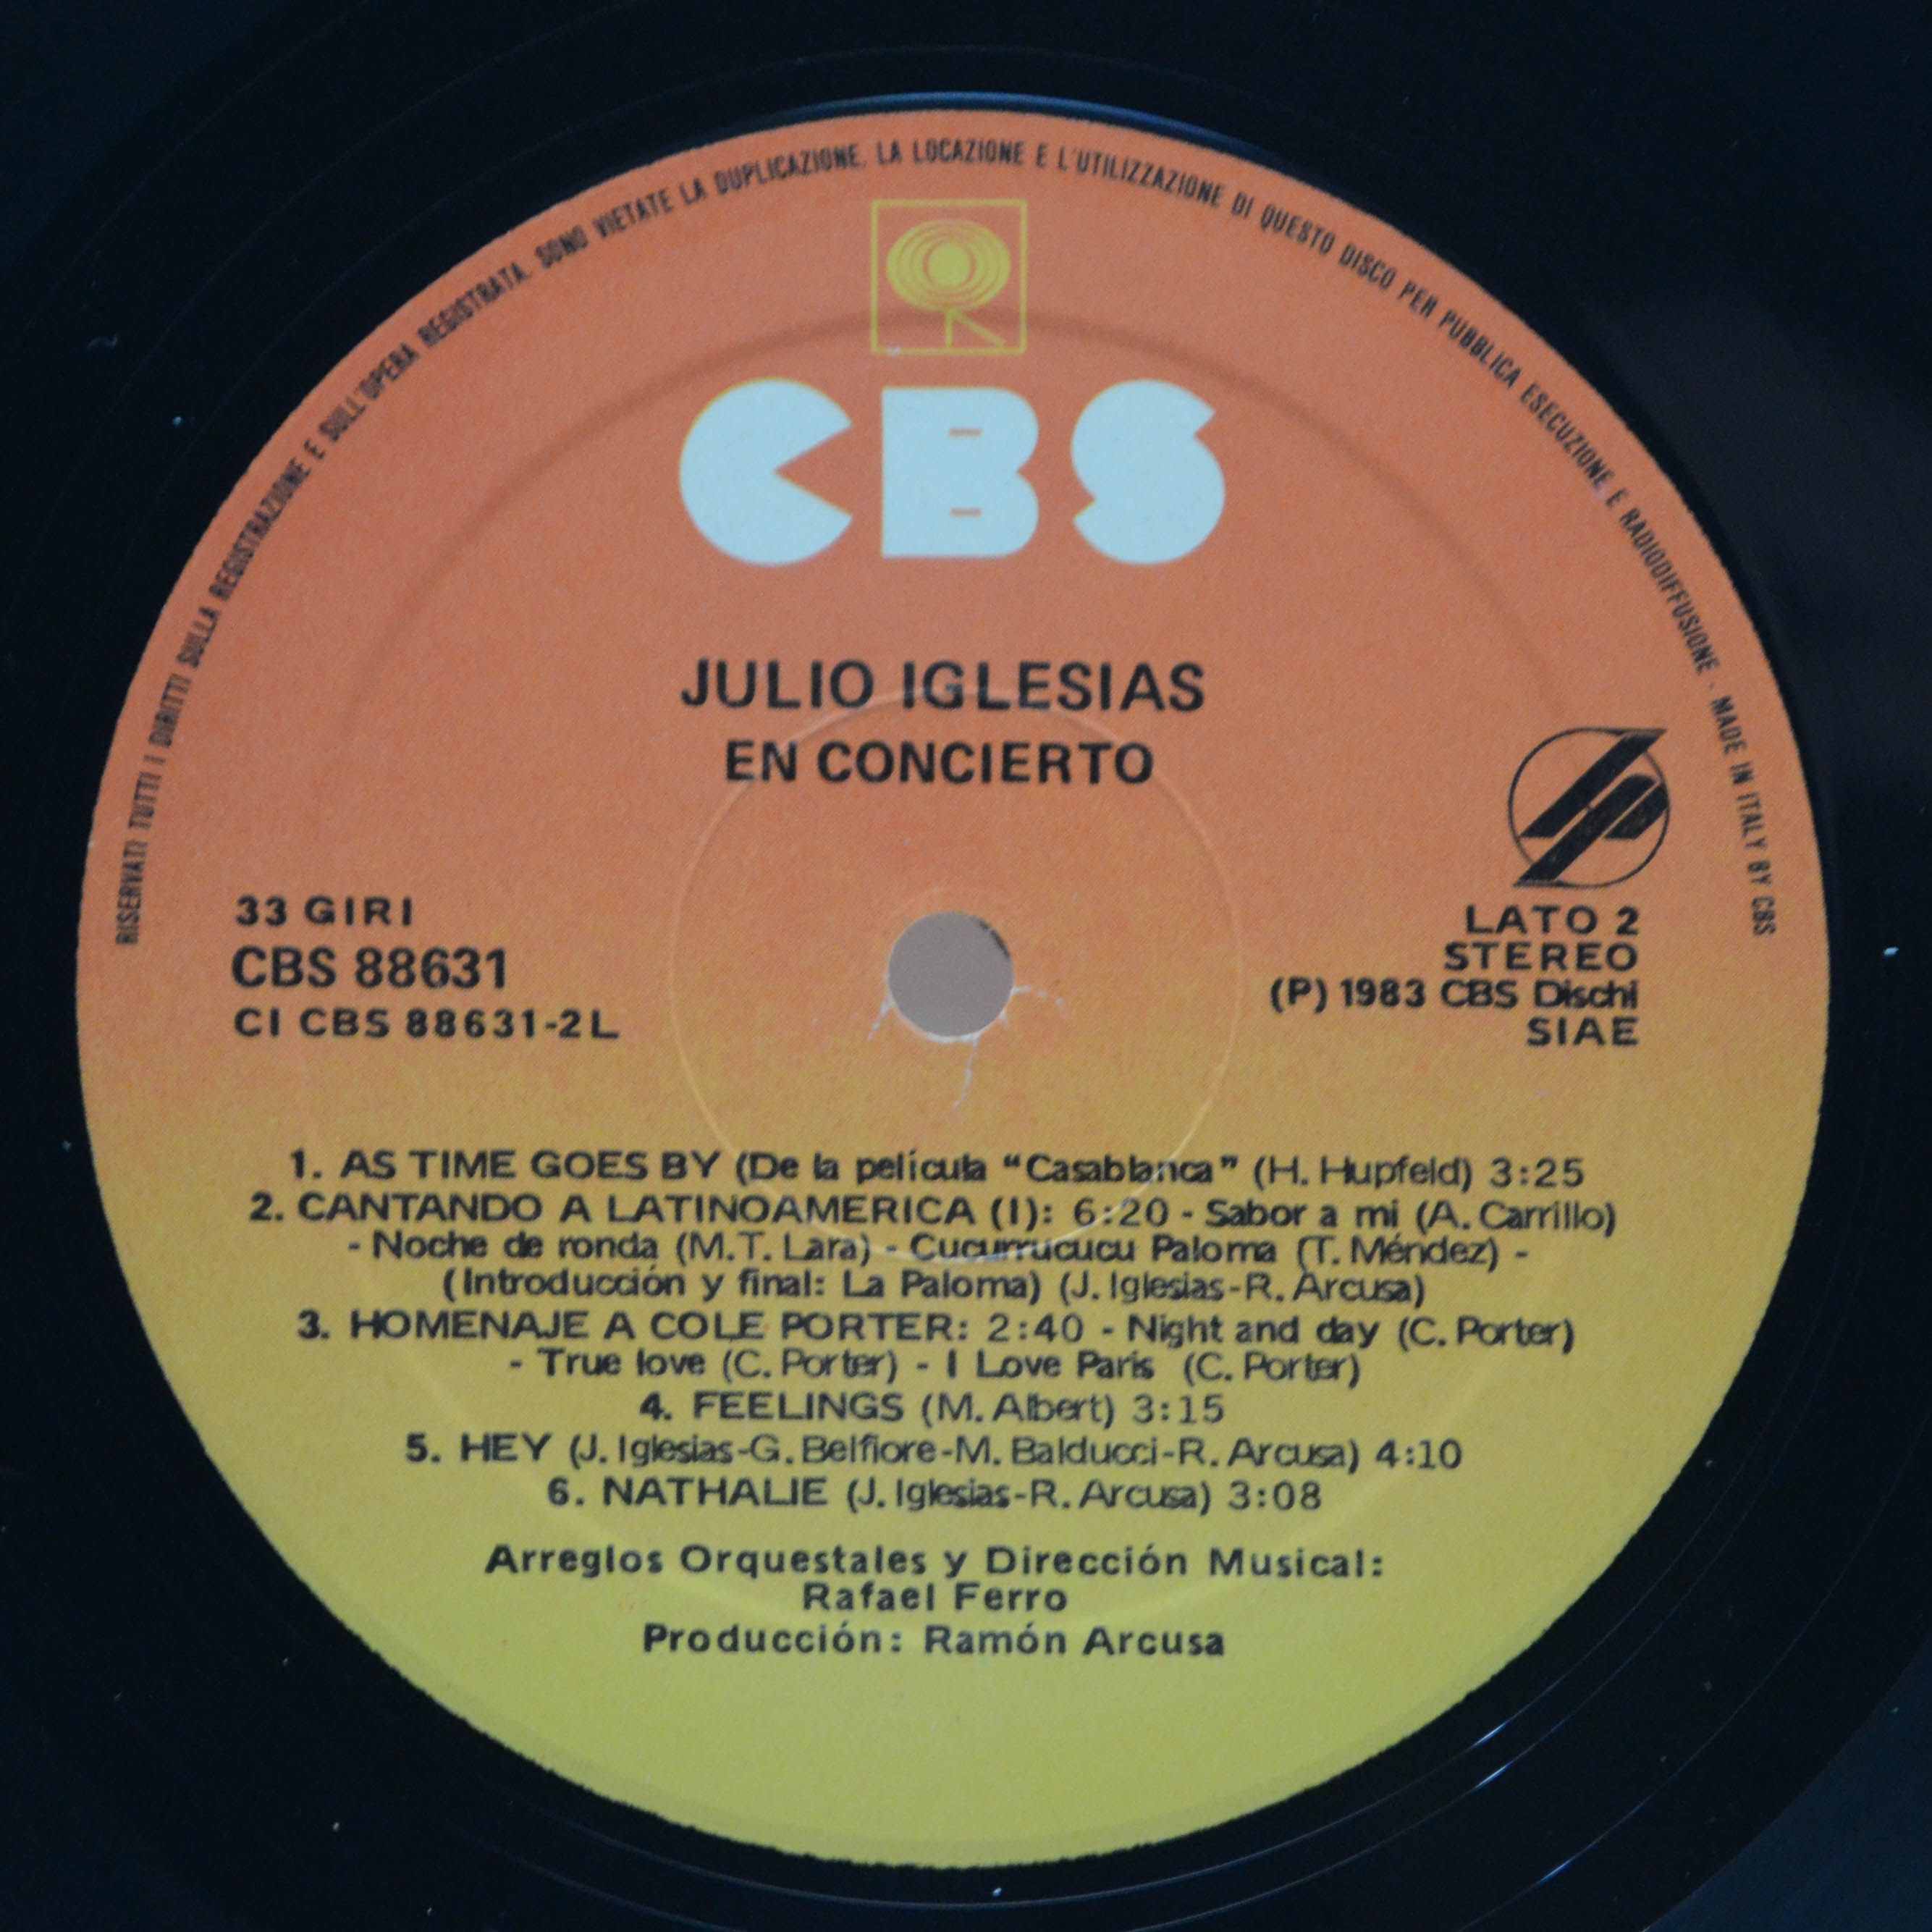 RISERVATI TUTTI I DIRITTI SULLA REGISTRAZIONE E SULL'OPERA REGISTRATA. SONO VIETATE LA DUPLICAZIONE, LA LOCAZIONE E L'UTILIZZAZIONE DI QUESTO DISCO PER PUBBLICA ESECUZIONE E RADIODIFFUSIONE - MADE IN ITALY BY CBS
CBS
JULIO IGLESIAS
EN CONCIERTO
33 GIRI
CBS 88631
CI CBS 88631-2L
LATO 2
STEREO
(P) 1983 CBS Dischi
SIAE
1. AS TIME GOES BY (De la película “Casablanca” (H. Hupfeld) 3:25
2. CANTANDO A LATINOAMERICA (I): 6:20 - Sabor a mi (A. Carrillo)
- Noche de ronda (M.T. Lara) - Cucurrucucu Paloma (T. Méndez) -
(Introducción y final: La Paloma) (J. Iglesias-R. Arcusa)
3. HOMENAJE A COLE PORTER: 2:40 - Night and day (C. Porter)
- True love (C. Porter) - I Love Paris (C. Porter)
4. FEELINGS (M. Albert) 3:15
5. HEY (J. Iglesias-G. Belfiore-M. Balducci-R. Arcusa) 4:10
6. NATHALIE (J. Iglesias-R. Arcusa) 3:08
Arreglos Orquestales y Dirección Musical:
Rafael Ferro
Producción: Ramón Arcusa